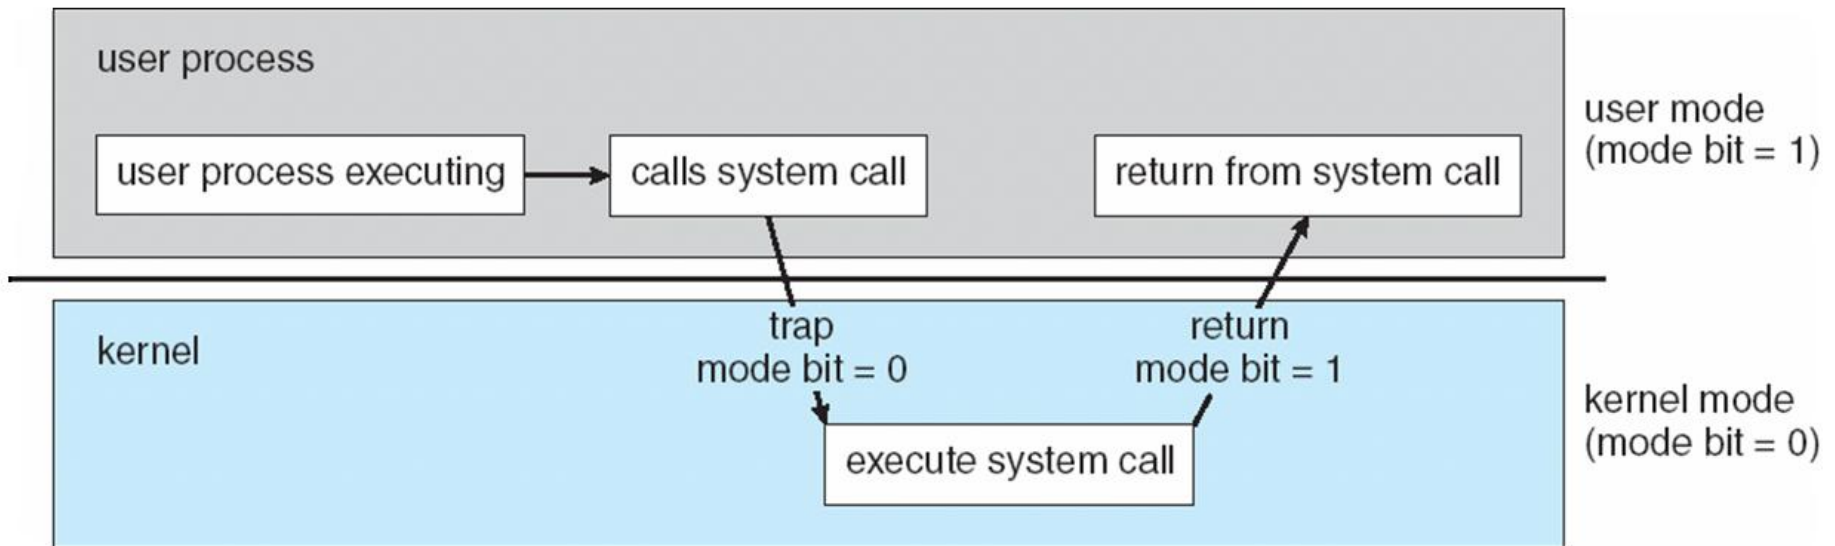 user process
user process executing
calls system call
return from system call
user mode
(mode bit = 1)
kernel
trap
mode bit = 0
return
mode bit = 1
execute system call
kernel mode
(mode bit = 0)